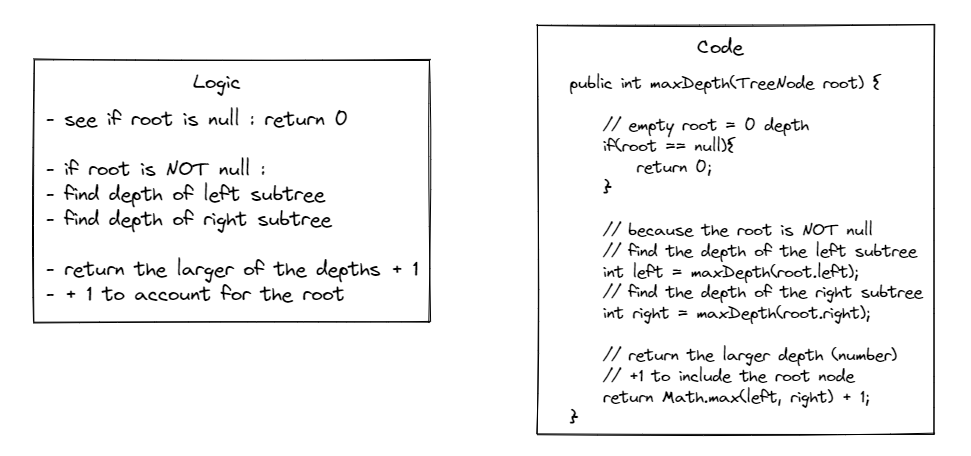 Logic
- see if root is null : return 0
- if root is NOT null :
- find depth of left subtree
- find depth of right subtree
- return the larger of the depths + 1
- + 1 to account for the root
Code
public int maxDepth(TreeNode root) {
// empty root = 0 depth
if(root == null){
return 0;
}
// because the root is NOT null
// find the depth of the left subtree
int left = maxDepth(root.left);
// find the depth of the right subtree
int right = maxDepth(root.right);
// return the larger depth (number)
// +1 to include the root node
return Math.max(left, right) + 1;
}